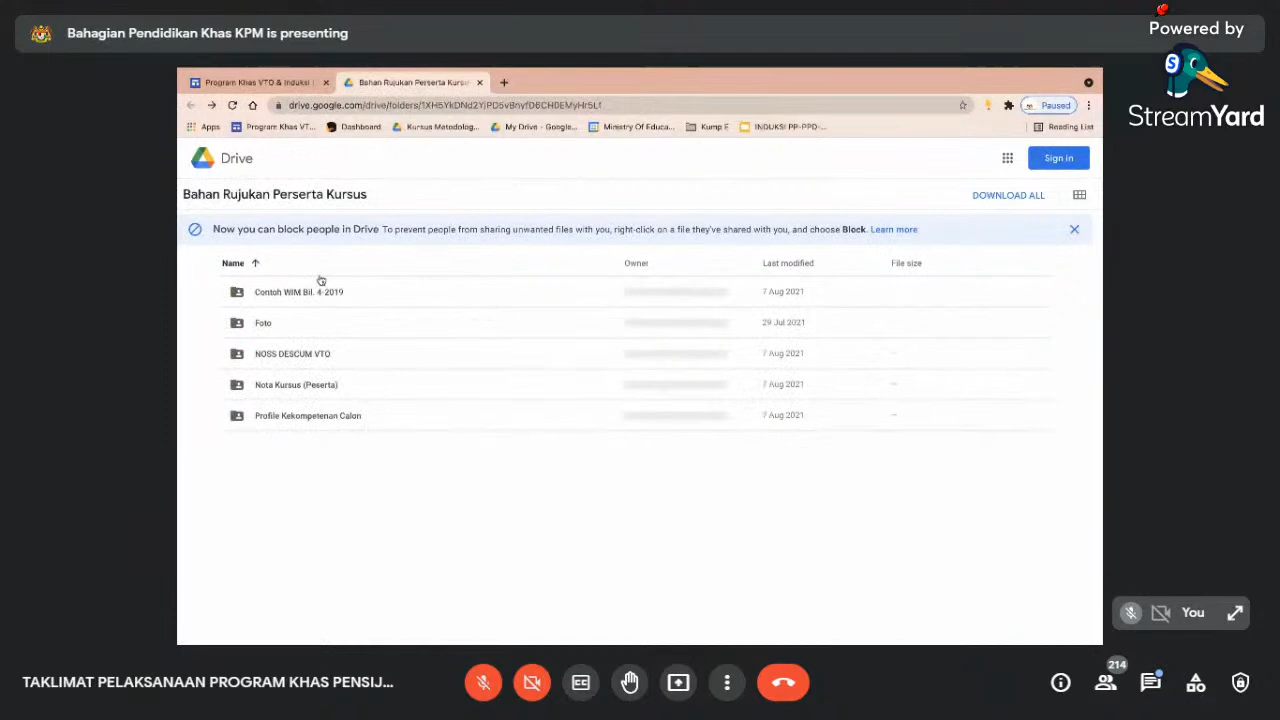 Bahagian Pendidikan Khas KPM is presenting
Powered by
StreamYard
Program Khas VTO & Induksi
Bahan Rujukan Perserta Kursus
Paused
Apps
Program Khas VT...
Dashboard
Kursus Metodolog...
My Drive - Google...
Ministry Of Educa...
Kump E
INDUKSI PP-PPD-...
Reading List
Drive
Sign in
Bahan Rujukan Perserta Kursus
DOWNLOAD ALL
Now you can block people in Drive To prevent people from sharing unwanted files with you, right-click on a file they've shared with you, and choose Block. Learn more
Name Owner Last modified File size
Contoh WIM Bil. 4-2019 7 Aug 2021
Foto 29 Jul 2021
NOSS DESCUM VTO 7 Aug 2021 –
Nota Kursus (Peserta) 7 Aug 2021 –
Profile Kekompetenan Calon 7 Aug 2021 –
You
TAKLIMAT PELAKSANAAN PROGRAM KHAS PENSIJ...
214